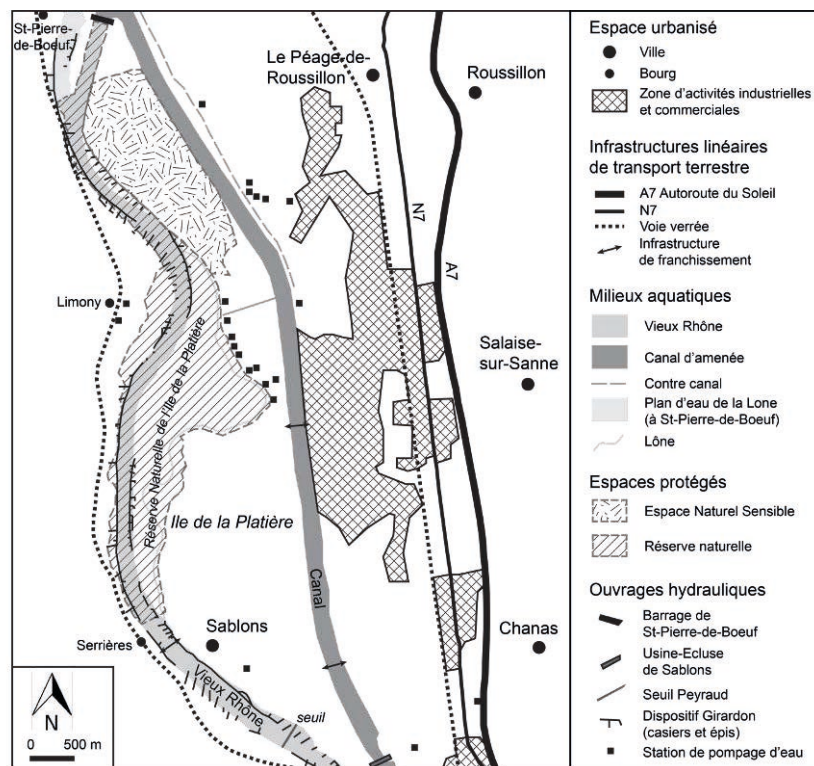 St-Pierre-
de-Boeuf
Le Péage-de-
Roussillon
Roussillon
N7
A7
Limony
Réserve Naturelle de l'Ile de la Platière
Salaise-
sur-Sanne
Ile de la Platière
Canal
Serrières
Sablons
Chanas
Vieux Rhône
seuil
N
500 m
Espace urbanisé
Ville
Bourg
Zone d'activités industrielles
et commerciales
Infrastructures linéaires
de transport terrestre
A7 Autoroute du Soleil
N7
Voie verrée
Infrastructure
de franchissement
Milieux aquatiques
Vieux Rhône
Canal d'amenée
Contre canal
Plan d'eau de la Lone
(à St-Pierre-de-Boeuf)
Lône
Espaces protégés
Espace Naturel Sensible
Réserve naturelle
Ouvrages hydrauliques
Barrage de
St-Pierre-de-Boeuf
Usine-Ecluse
de Sablons
Seuil Peyraud
Dispositif Girardon
(casiers et épis)
Station de pompage d'eau